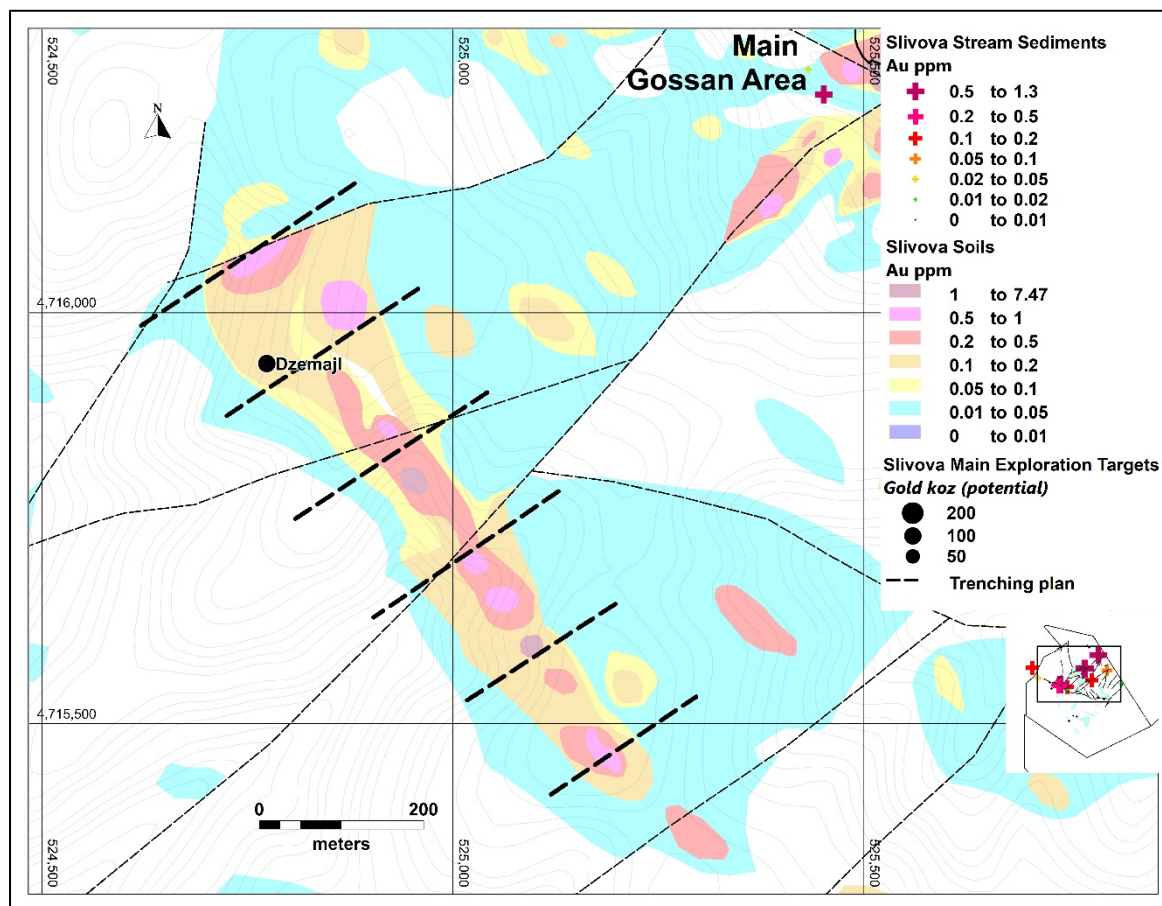 524,500
525,000
525,500
Main
Gossan Area
N
4,716,000
Dzemajl
4,715,500
0 200
meters
524,500
525,000
525,500
Slivova Stream Sediments
Au ppm
0.5 to 1.3
0.2 to 0.5
0.1 to 0.2
0.05 to 0.1
0.02 to 0.05
0.01 to 0.02
0 to 0.01
Slivova Soils
Au ppm
1 to 7.47
0.5 to 1
0.2 to 0.5
0.1 to 0.2
0.05 to 0.1
0.01 to 0.05
0 to 0.01
Slivova Main Exploration Targets
Gold koz (potential)
200
100
50
Trenching plan